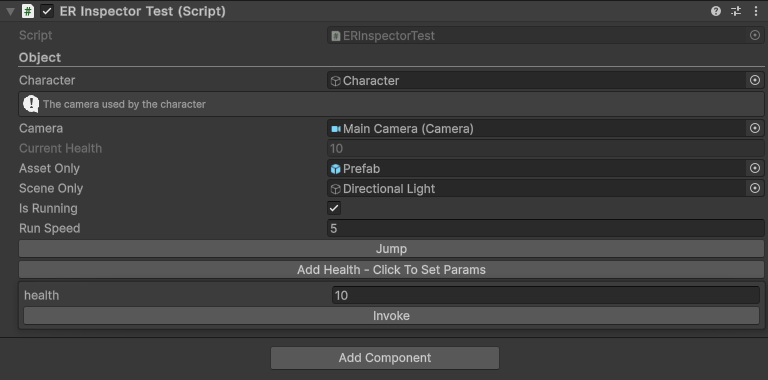 ER Inspector Test (Script)
Script ERInspectorTest
Object
Character Character
The camera used by the character
Camera Main Camera (Camera)
Current Health 10
Asset Only Prefab
Scene Only Directional Light
Is Running
Run Speed 5
Jump
Add Health - Click To Set Params
health 10
Invoke
Add Component